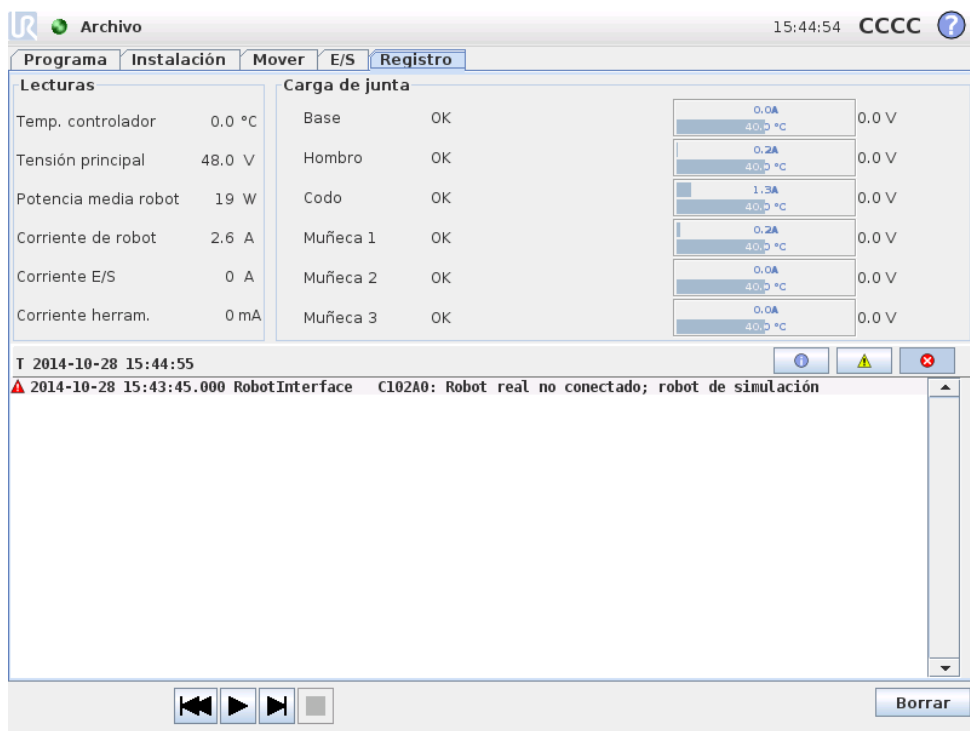 UR Archivo 15:44:54 CCCC ?
Programa Instalación Mover E/S Registro
Lecturas
Temp. controlador 0.0 °C
Tensión principal 48.0 V
Potencia media robot 19 W
Corriente de robot 2.6 A
Corriente E/S 0 A
Corriente herram. 0 mA
Carga de junta
Base OK 0.0A 40.0 °C 0.0 V
Hombro OK 0.2A 40.0 °C 0.0 V
Codo OK 1.3A 40.0 °C 0.0 V
Muñeca 1 OK 0.2A 40.0 °C 0.0 V
Muñeca 2 OK 0.0A 40.0 °C 0.0 V
Muñeca 3 OK 0.0A 40.0 °C 0.0 V
T 2014-10-28 15:44:55
2014-10-28 15:43:45.000 RobotInterface C102A0: Robot real no conectado; robot de simulación
Borrar